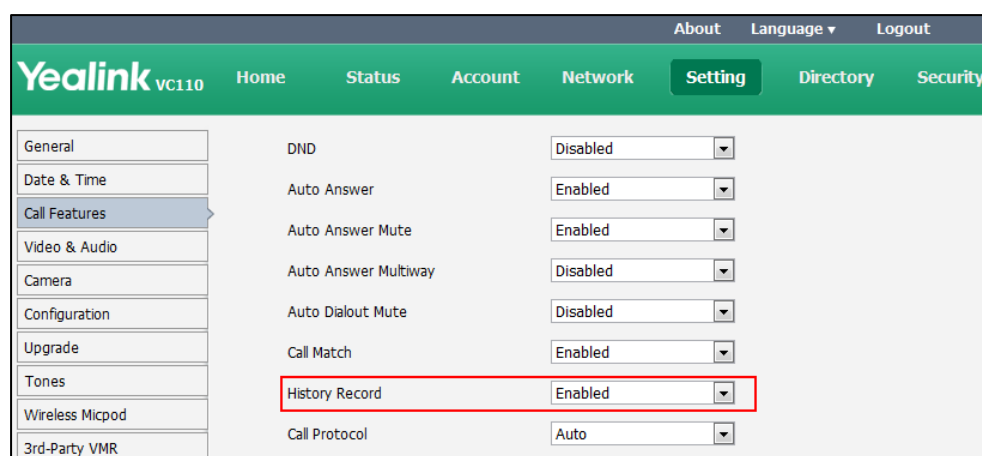 About Language ▾ Logout
Yealink VC110 Home Status Account Network Setting Directory Security
General
Date & Time
Call Features
Video & Audio
Camera
Configuration
Upgrade
Tones
Wireless Micpod
3rd-Party VMR
DND Disabled
Auto Answer Enabled
Auto Answer Mute Enabled
Auto Answer Multiway Disabled
Auto Dialout Mute Disabled
Call Match Enabled
History Record Enabled
Call Protocol Auto